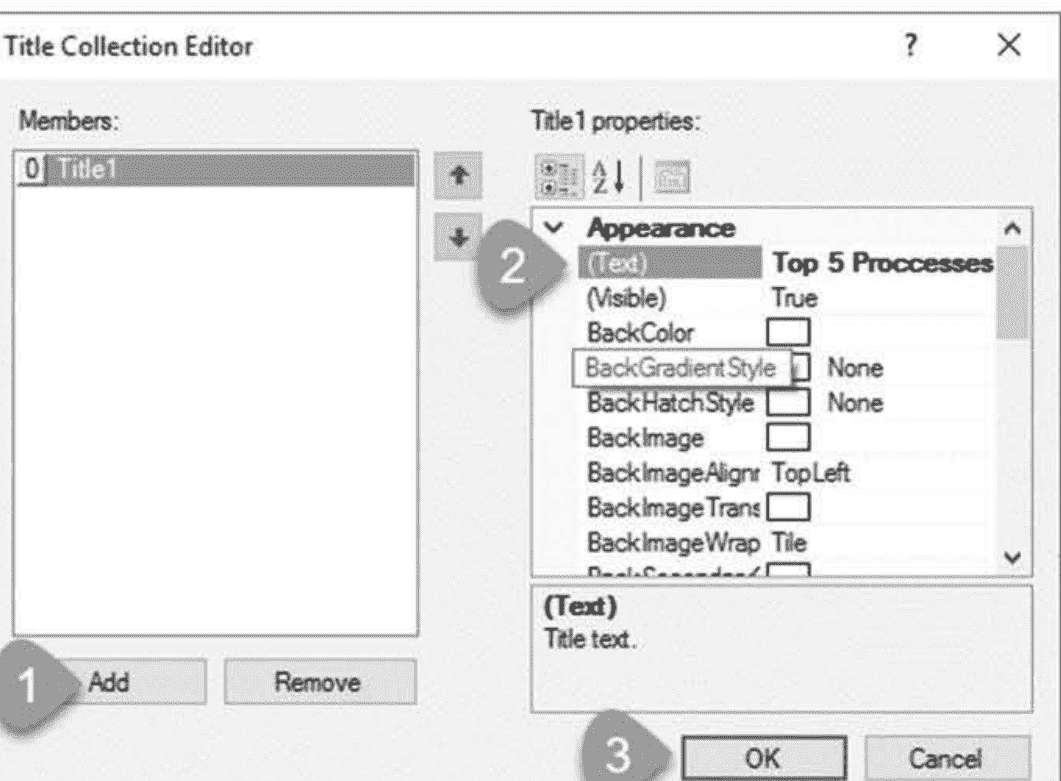 Title Collection Editor
?
Members:
Title1 properties:
0 Title1
A
Z
Appearance
2
(Text) Top 5 Proccesses
(Visible) True
BackColor
BackGradientStyle None
BackHatchStyle None
BackImage
BackImageAlignr TopLeft
BackImageTrans
BackImageWrap Tile
(Text)
Title text.
1
Add Remove
3
OK Cancel